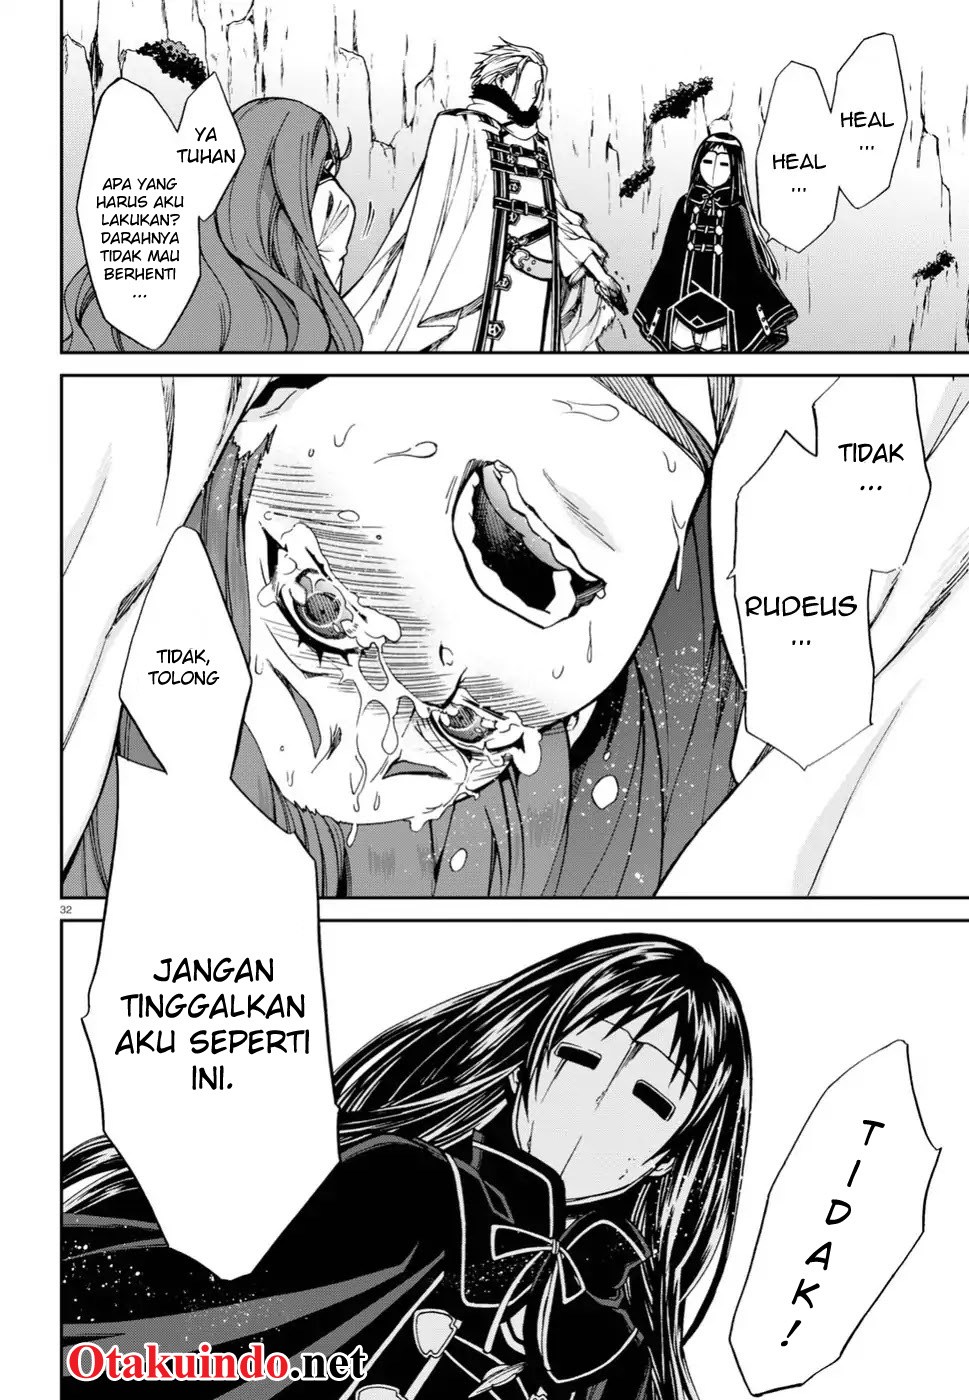 HEAL
...
HEAL
...
YA
TUHAN
...
APA YANG
HARUS AKU
LAKUKAN?
DARAHNYA
TIDAK MAU
BERHENTI
...
TIDAK
...
RUDEUS
...
TIDAK,
TOLONG
32
JANGAN
TINGGALKAN
AKU SEPERTI
INI.
TIDAK!
Otakuindo.net